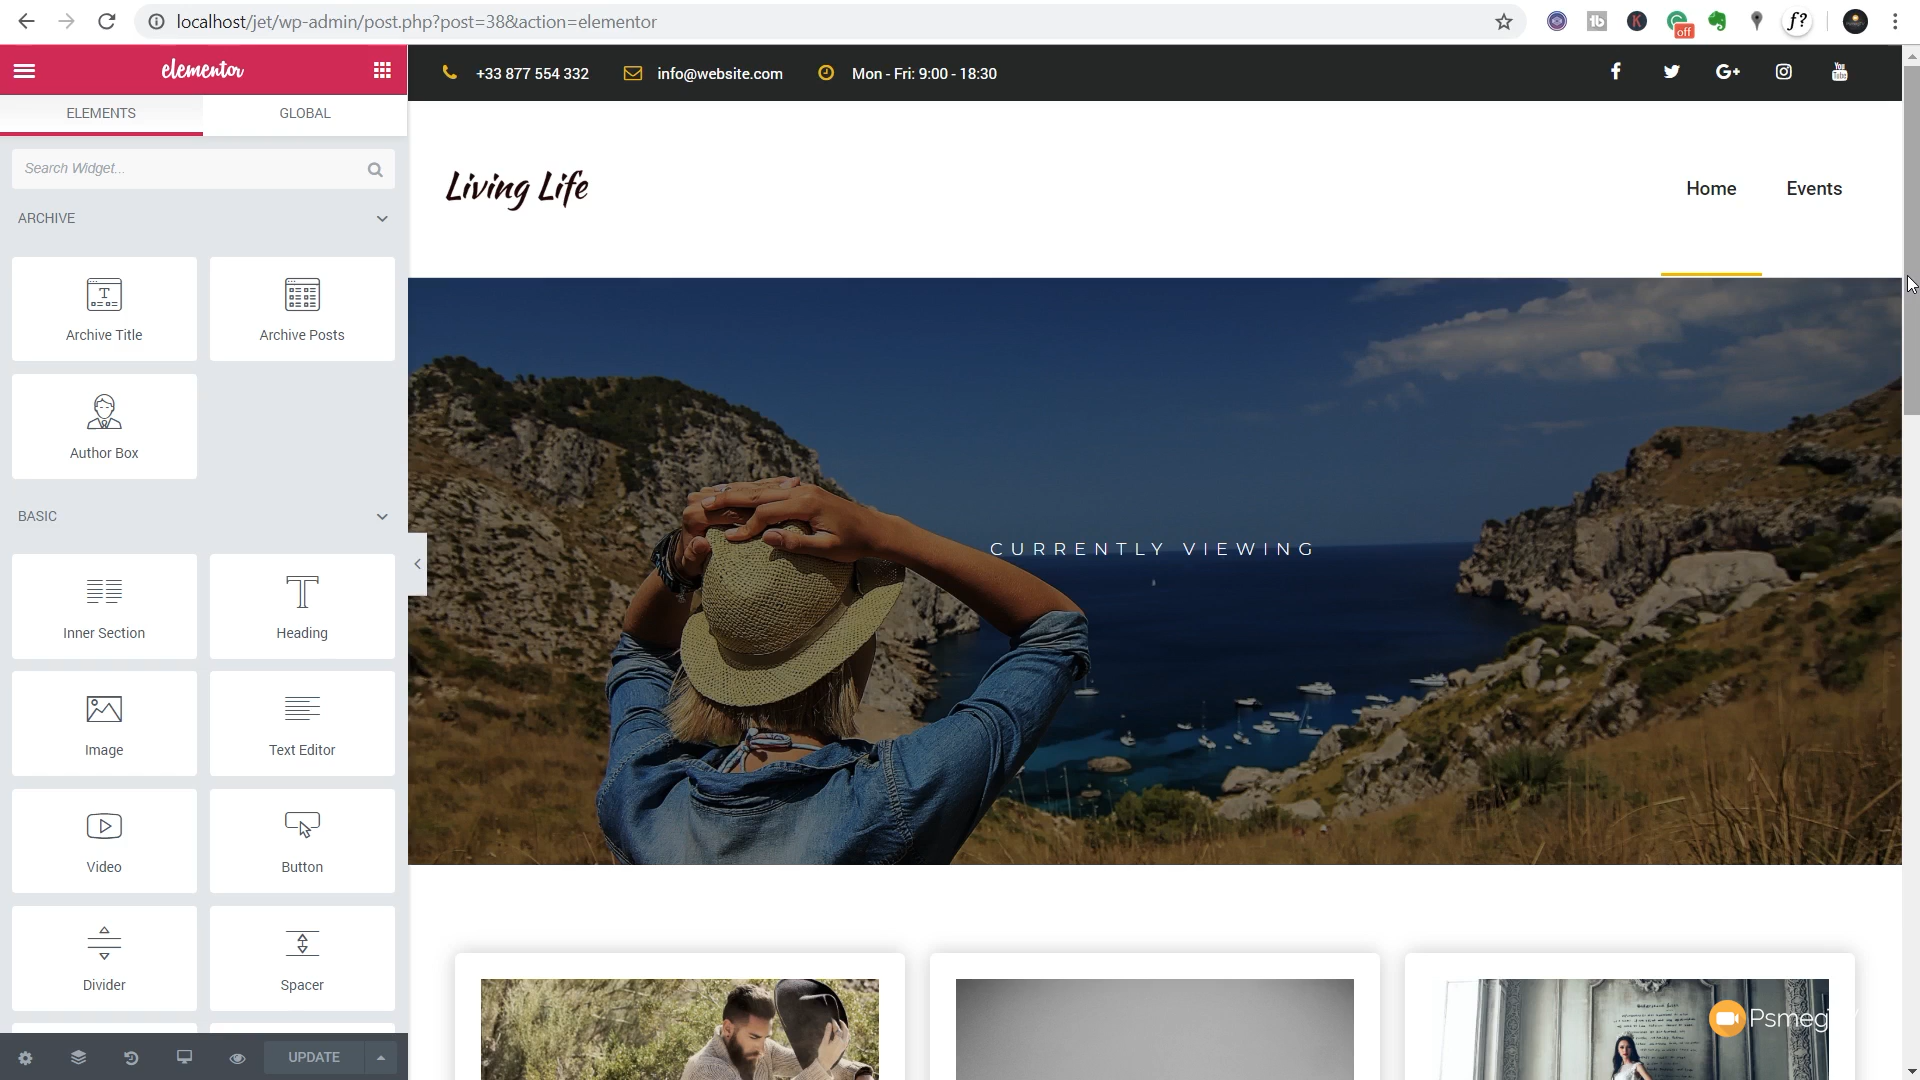 localhost/jet/wp-admin/post.php?post=38&action=elementor
f?
off
elementor
+33 877 554 332
info@website.com
Mon - Fri: 9:00 - 18:30
ELEMENTS
GLOBAL
Search Widget...
Living Life
Home
Events
ARCHIVE
Archive Title
Archive Posts
Author Box
BASIC
CURRENTLY VIEWING
Inner Section
Heading
Image
Text Editor
Video
Button
Divider
Spacer
UPDATE